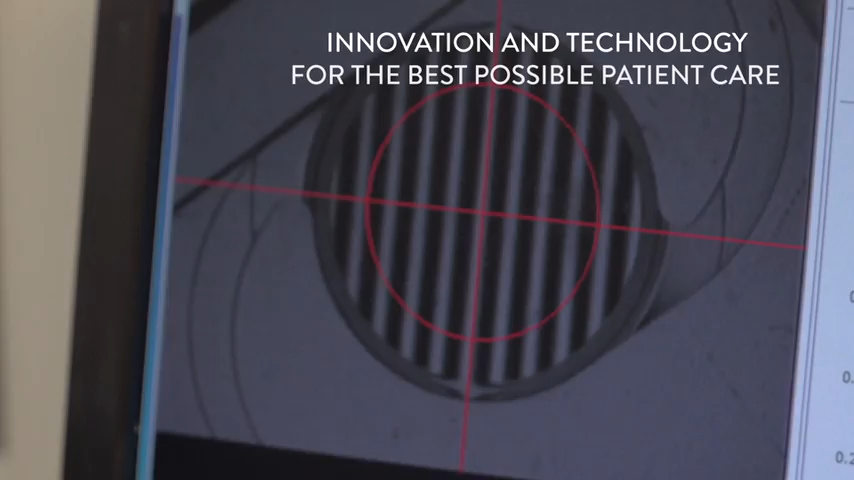 INNOVATION AND TECHNOLOGY
FOR THE BEST POSSIBLE PATIENT CARE